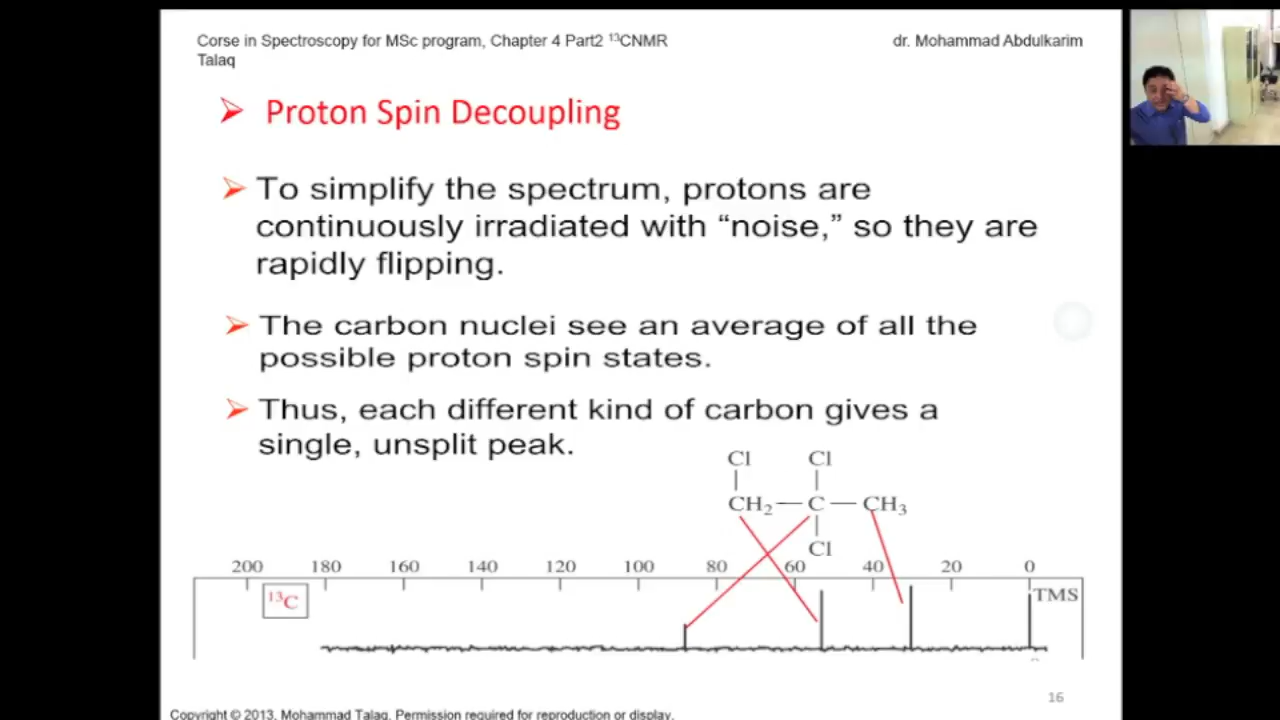 Corse in Spectroscopy for MSc program, Chapter 4 Part2 ¹³CNMR dr. Mohammad Abdulkarim
Talaq
➢ Proton Spin Decoupling
➢ To simplify the spectrum, protons are
continuously irradiated with “noise,” so they are
rapidly flipping.
➢ The carbon nuclei see an average of all the
possible proton spin states.
➢ Thus, each different kind of carbon gives a
single, unsplit peak.
Cl Cl
CH₂—C—CH₃
Cl
200 180 160 140 120 100 80 60 40 20 0
¹³C TMS
16
Copyright © 2013, Mohammad Talaq. Permission required for reproduction or display.